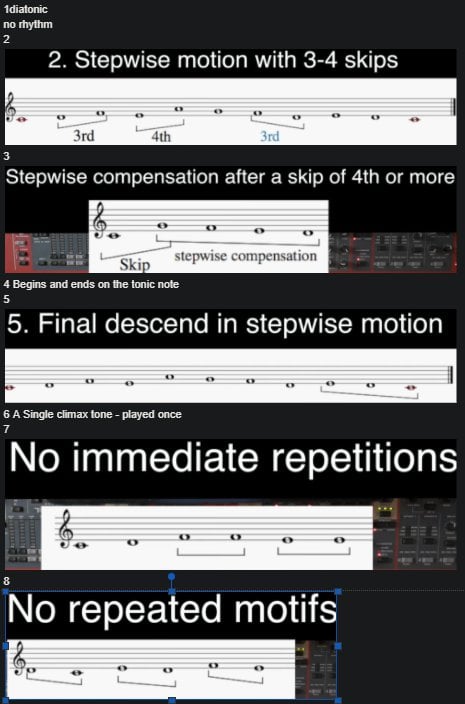 1diatonic
no rhythm
2
2. Stepwise motion with 3-4 skips
3rd 4th 3rd
3
Stepwise compensation after a skip of 4th or more
Skip stepwise compensation
4 Begins and ends on the tonic note
5
5. Final descend in stepwise motion
6 A Single climax tone - played once
7
No immediate repetitions
8
No repeated motifs